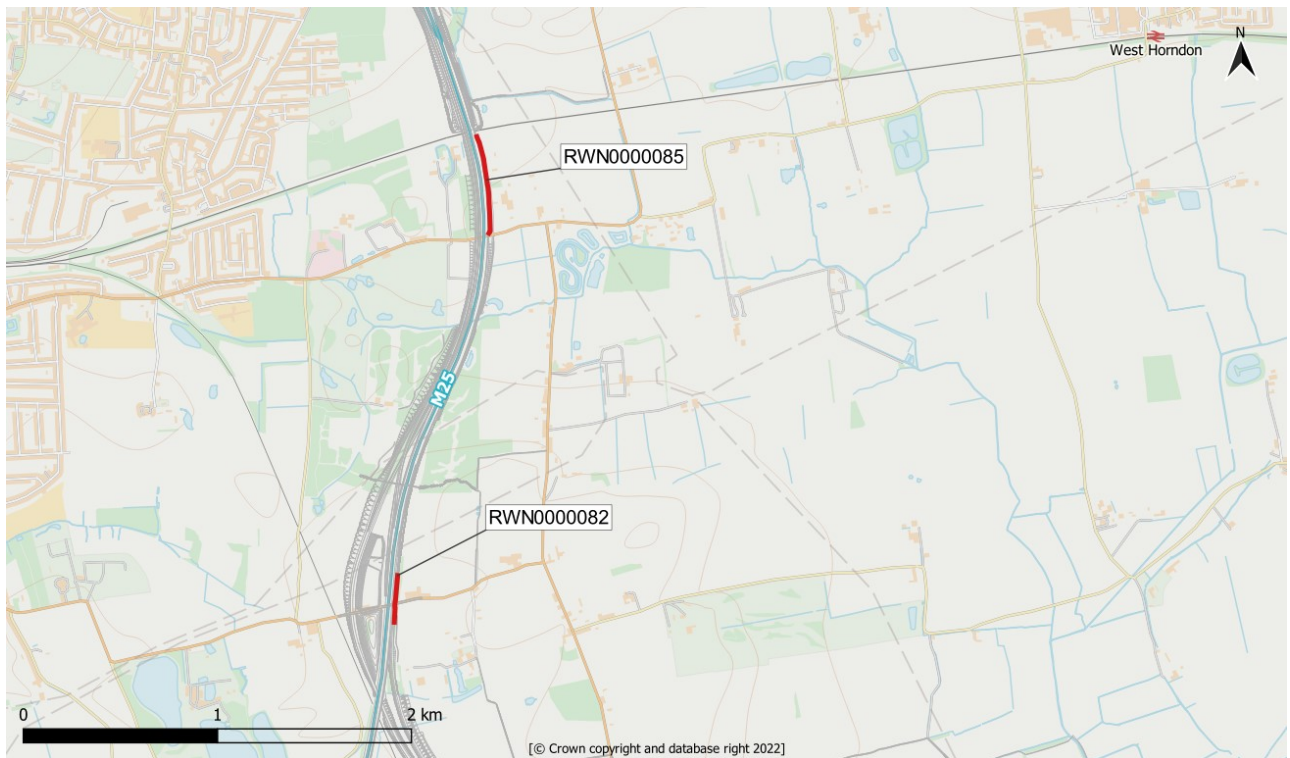 N
West Horndon
RWN0000085
M25
RWN0000082
0 1 2 km
[© Crown copyright and database right 2022]